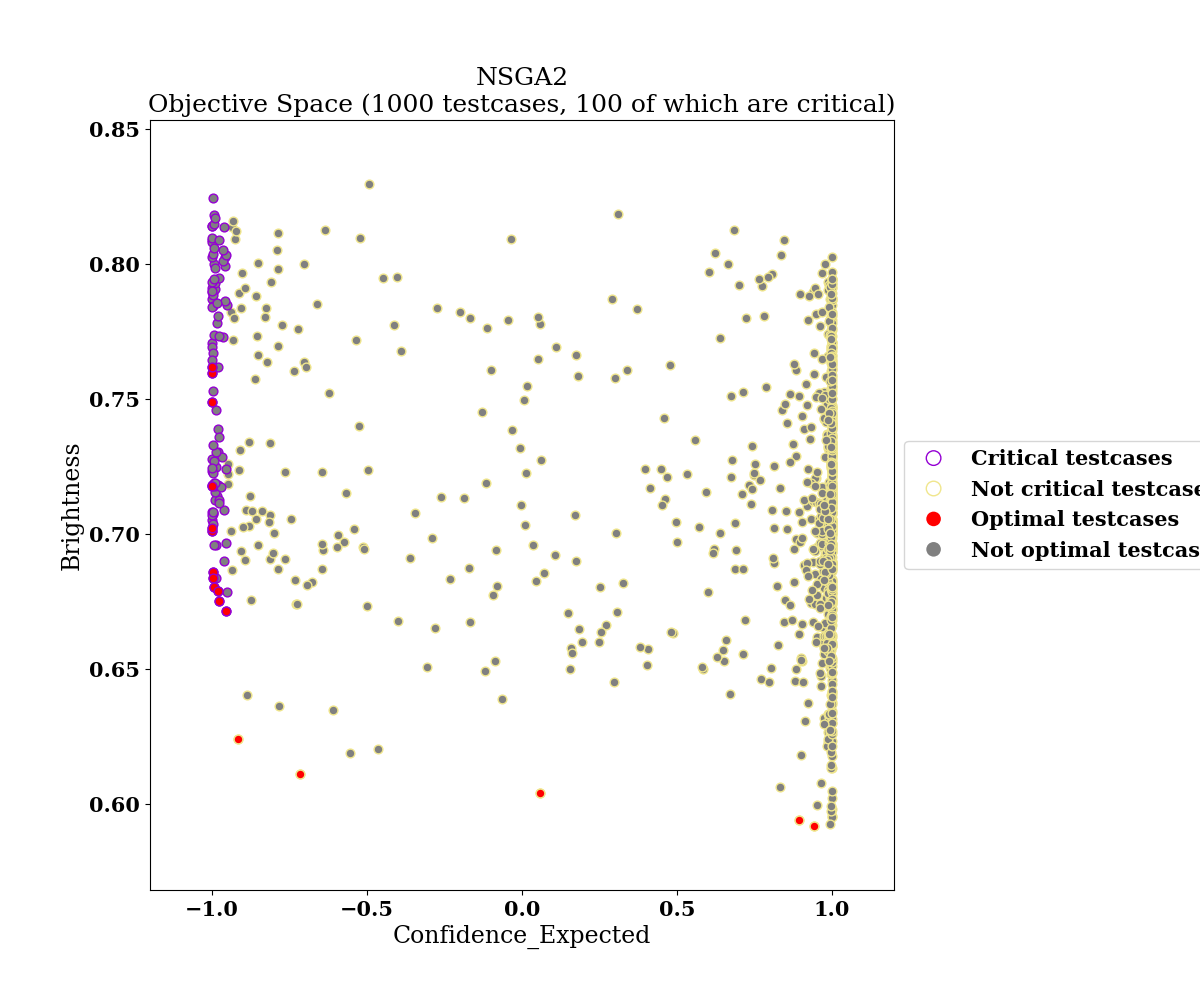 NSGA2
Objective Space (1000 testcases, 100 of which are critical)
0.85
0.80
0.75
0.70
0.65
0.60
Brightness
−1.0
−0.5
0.0
0.5
1.0
Confidence_Expected
Critical testcases
Not critical testcase
Optimal testcases
Not optimal testcas